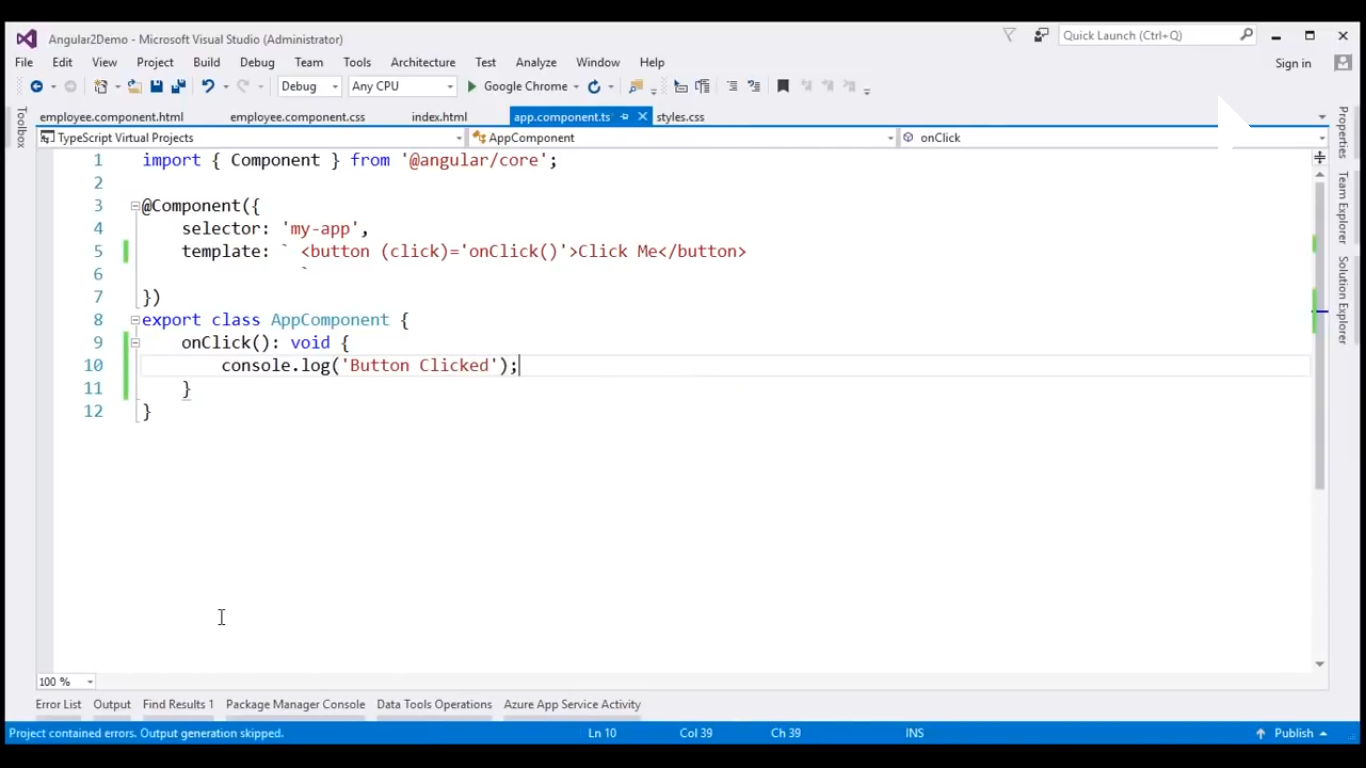 Angular2Demo - Microsoft Visual Studio (Administrator)
Quick Launch (Ctrl+Q)
File Edit View Project Build Debug Team Tools Architecture Test Analyze Window Help
Sign in
Debug Any CPU Google Chrome
employee.component.html employee.component.css index.html app.component.ts* styles.css
TypeScript Virtual Projects AppComponent onClick
1 import { Component } from '@angular/core';
2
3 @Component({
4 selector: 'my-app',
5 template: ` <button (click)='onClick()'>Click Me</button>
6 `
7 })
8 export class AppComponent {
9 onClick(): void {
10 console.log('Button Clicked');
11 }
12 }
Toolbox
Properties
Team Explorer
Solution Explorer
100 %
Error List Output Find Results 1 Package Manager Console Data Tools Operations Azure App Service Activity
Project contained errors. Output generation skipped. Ln 10 Col 39 Ch 39 INS Publish